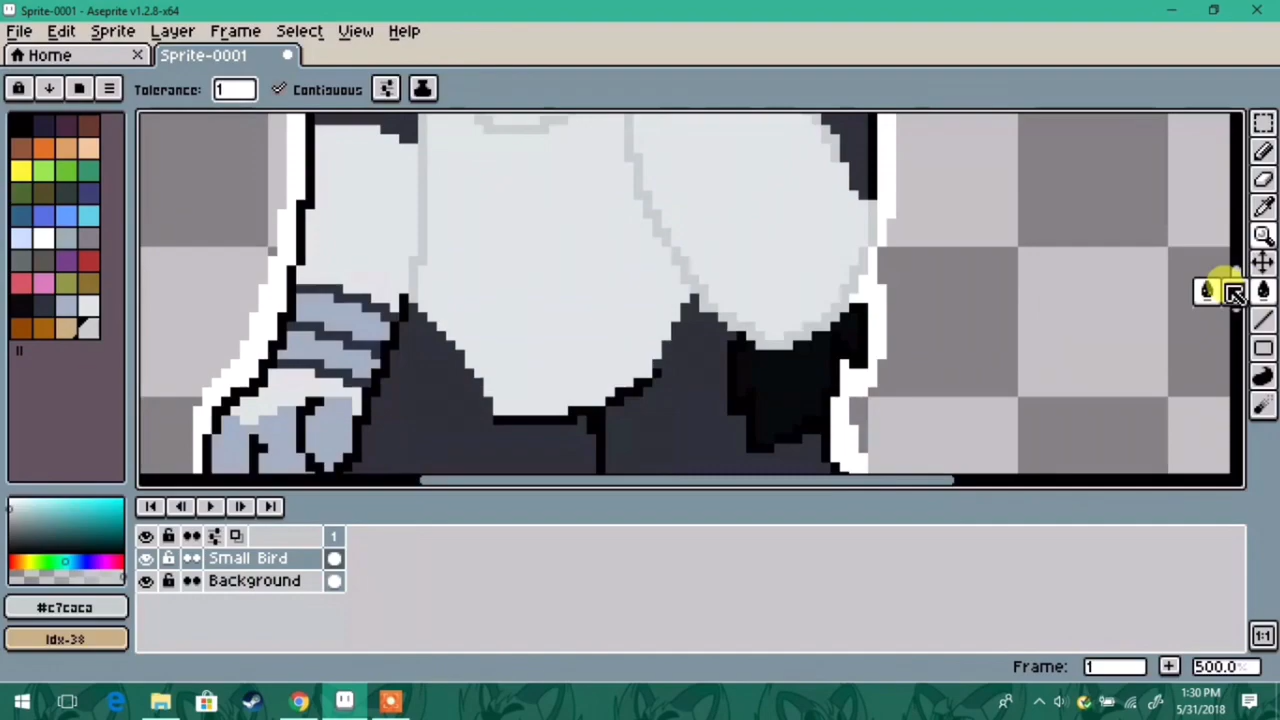 Sprite-0001 - Aseprite v1.2.8-x64
File Edit Sprite Layer Frame Select View Help
Home Sprite-0001
Tolerance: 1 Contiguous
1
Small Bird
Background
#c7caca
Idx-38
1:1
Frame: 1 + 500.0%
1:30 PM
5/31/2018